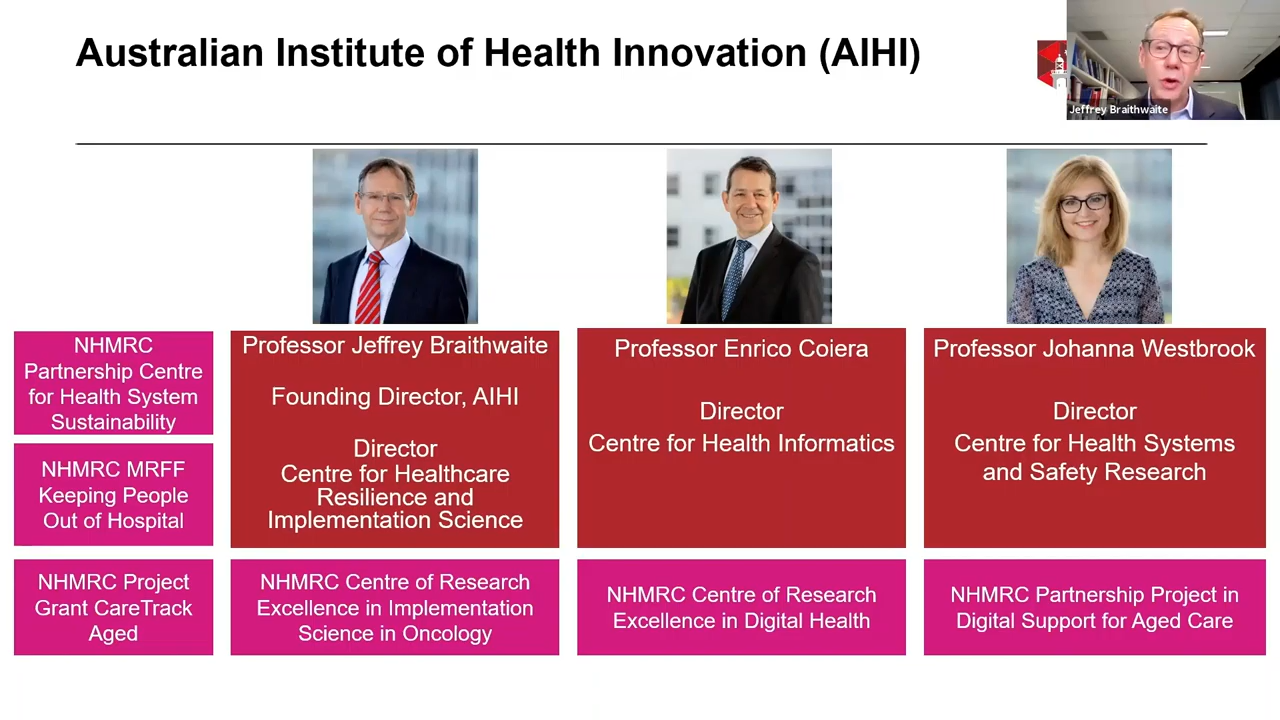 Australian Institute of Health Innovation (AIHI)
Jeffrey Braithwaite
NHMRC
Partnership Centre
for Health System
Sustainability
NHMRC MRFF
Keeping People
Out of Hospital
NHMRC Project
Grant CareTrack
Aged
Professor Jeffrey Braithwaite
Founding Director, AIHI
Director
Centre for Healthcare
Resilience and
Implementation Science
NHMRC Centre of Research
Excellence in Implementation
Science in Oncology
Professor Enrico Coiera
Director
Centre for Health Informatics
NHMRC Centre of Research
Excellence in Digital Health
Professor Johanna Westbrook
Director
Centre for Health Systems
and Safety Research
NHMRC Partnership Project in
Digital Support for Aged Care